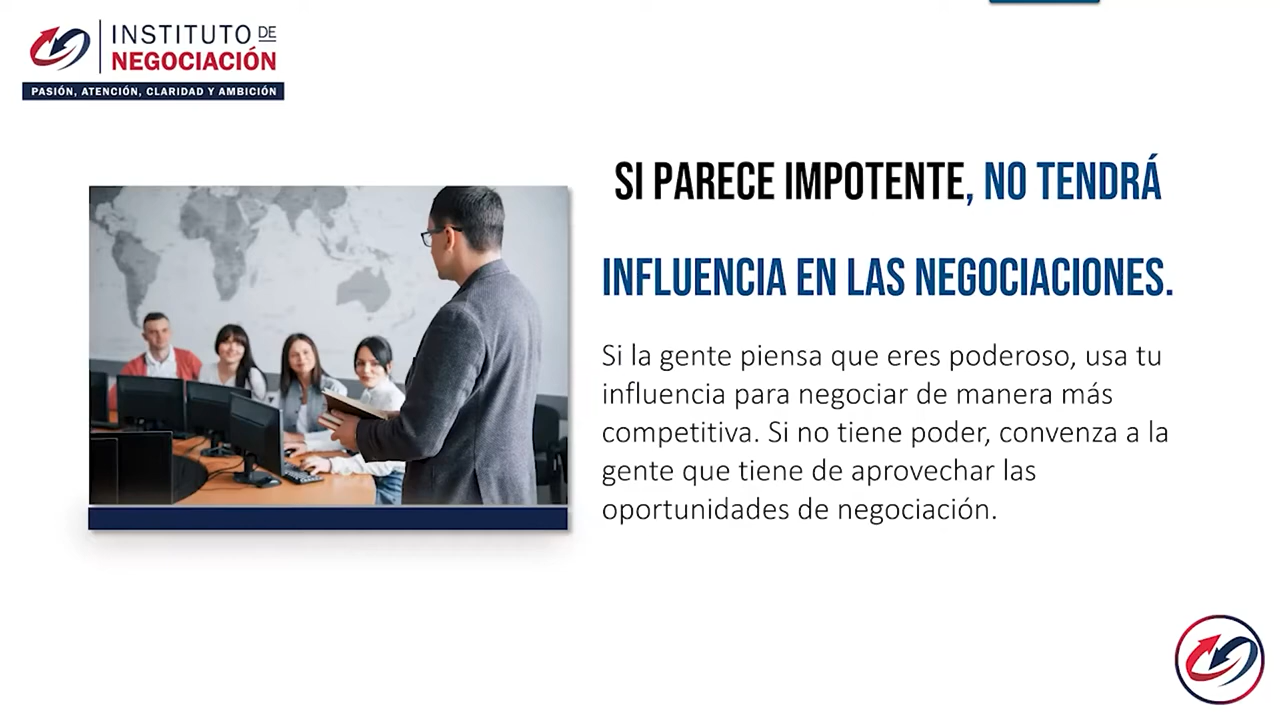 INSTITUTO DE
NEGOCIACIÓN
PASIÓN, ATENCIÓN, CLARIDAD Y AMBICIÓN
SI PARECE IMPOTENTE, NO TENDRÁ
INFLUENCIA EN LAS NEGOCIACIONES.
Si la gente piensa que eres poderoso, usa tu
influencia para negociar de manera más
competitiva. Si no tiene poder, convenza a la
gente que tiene de aprovechar las
oportunidades de negociación.